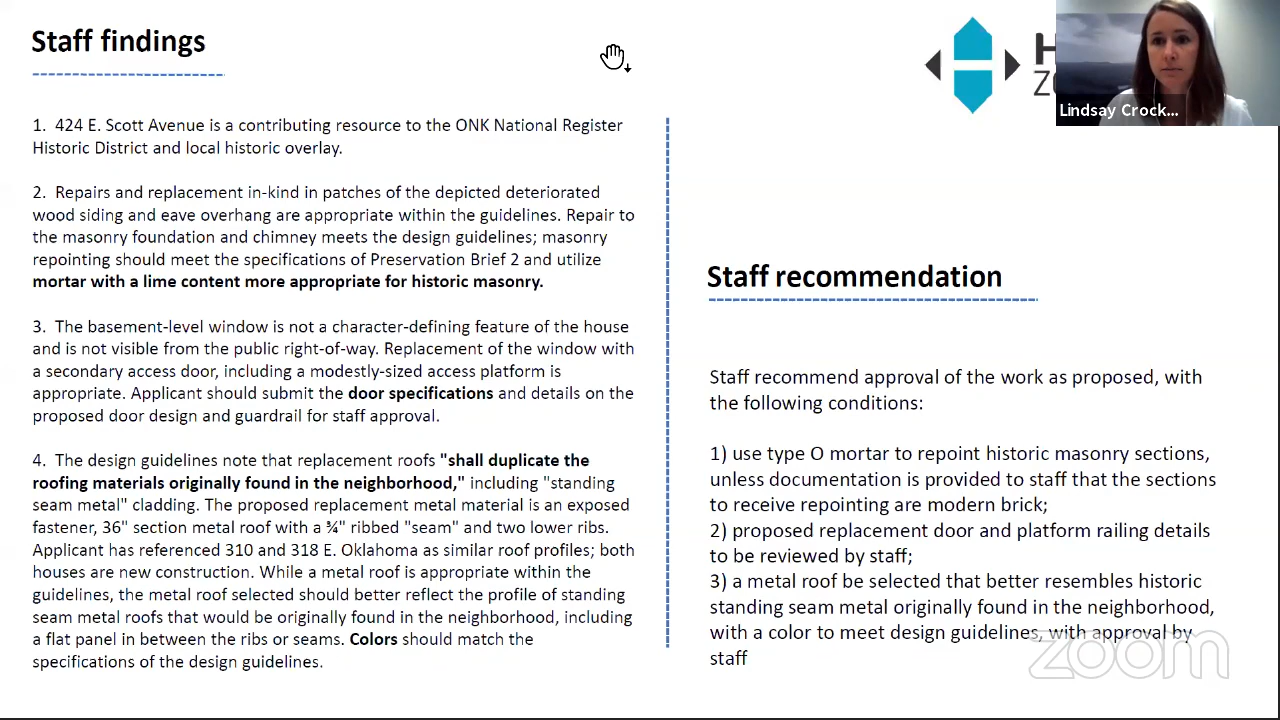 Staff findings
1. 424 E. Scott Avenue is a contributing resource to the ONK National Register
Historic District and local historic overlay.
2. Repairs and replacement in-kind in patches of the depicted deteriorated
wood siding and eave overhang are appropriate within the guidelines. Repair to
the masonry foundation and chimney meets the design guidelines; masonry
repointing should meet the specifications of Preservation Brief 2 and utilize
mortar with a lime content more appropriate for historic masonry.
3. The basement-level window is not a character-defining feature of the house
and is not visible from the public right-of-way. Replacement of the window with
a secondary access door, including a modestly-sized access platform is
appropriate. Applicant should submit the door specifications and details on the
proposed door design and guardrail for staff approval.
4. The design guidelines note that replacement roofs "shall duplicate the
roofing materials originally found in the neighborhood," including "standing
seam metal" cladding. The proposed replacement metal material is an exposed
fastener, 36" section metal roof with a ¾" ribbed "seam" and two lower ribs.
Applicant has referenced 310 and 318 E. Oklahoma as similar roof profiles; both
houses are new construction. While a metal roof is appropriate within the
guidelines, the metal roof selected should better reflect the profile of standing
seam metal roofs that would be originally found in the neighborhood, including
a flat panel in between the ribs or seams. Colors should match the
specifications of the design guidelines.
Lindsay Crock...
Staff recommendation
Staff recommend approval of the work as proposed, with
the following conditions:
1) use type O mortar to repoint historic masonry sections,
unless documentation is provided to staff that the sections
to receive repointing are modern brick;
2) proposed replacement door and platform railing details
to be reviewed by staff;
3) a metal roof be selected that better resembles historic
standing seam metal originally found in the neighborhood,
with a color to meet design guidelines, with approval by
staff
zoom